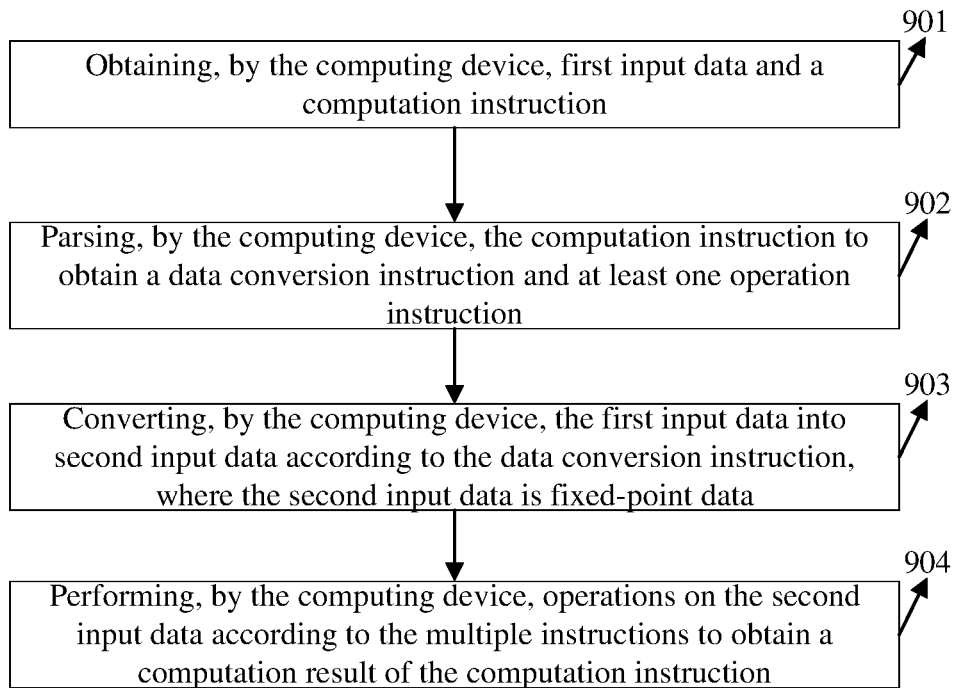 901
Obtaining, by the computing device, first input data and a
computation instruction
902
Parsing, by the computing device, the computation instruction to
obtain a data conversion instruction and at least one operation
instruction
903
Converting, by the computing device, the first input data into
second input data according to the data conversion instruction,
where the second input data is fixed-point data
904
Performing, by the computing device, operations on the second
input data according to the multiple instructions to obtain a
computation result of the computation instruction